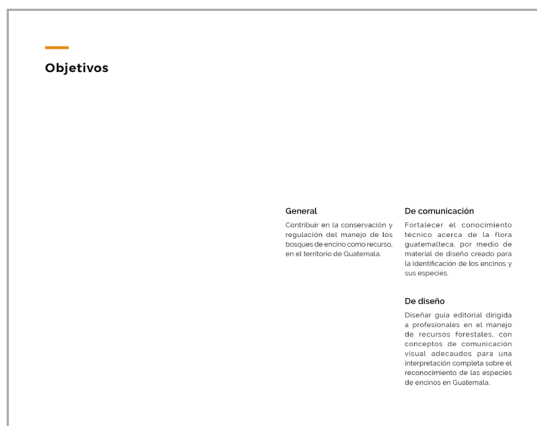 Objetivos
General
Contribuir en la conservación y
regulación del manejo de los
bosques de encino como recurso,
en el territorio de Guatemala.
De comunicación
Fortalecer el conocimiento
técnico acerca de la flora
guatemalteca, por medio de
material de diseño creado para
la identificación de los encinos y
sus especies.
De diseño
Diseñar guía editorial dirigida
a profesionales en el manejo
de recursos forestales, con
conceptos de comunicación
visual adecaudos para una
interpretación completa sobre el
reconocimiento de las especies
de encinos en Guatemala.